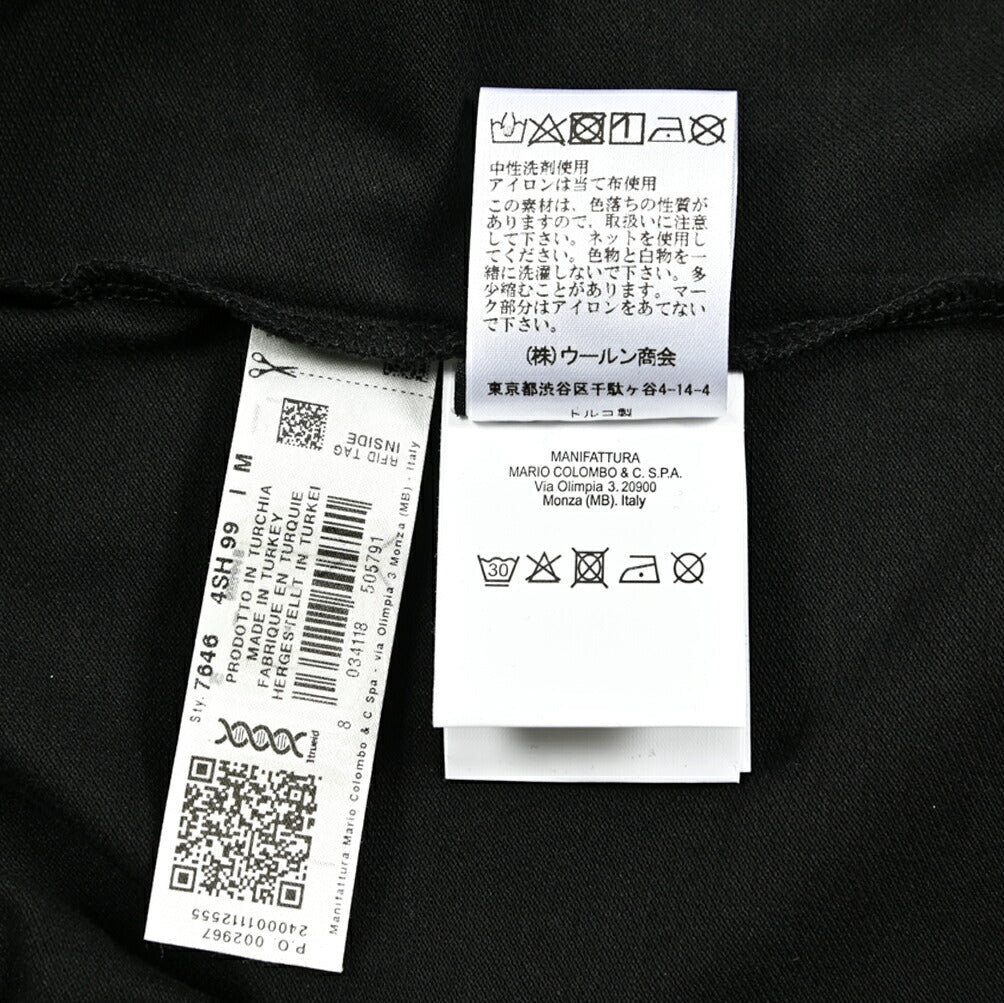 中性洗剤使用
アイロンは当て布使用
この素材は、色落ちの性質が
ありますので、取扱いに注意
して下さい。ネットを使用し
てください。色物と白物を一
緒に洗濯しないで下さい。多
少縮むことがあります。マー
ク部分はアイロンをあてない
で下さい。
(株)ウールン商会
東京都渋谷区千駄ヶ谷4-14-4
トルコ製
MANIFATTURA
MARIO COLOMBO & C. S.P.A.
Via Olimpia 3. 20900
Monza (MB). Italy
30
RFID TAG
INSIDE
Sty. 7646 4SH 99 I M
PRODOTTO IN TURCHIA
MADE IN TURKEY
FABRIQUE EN TURQUIE
HERGESTELLT IN TURKEI
8 034118 505791
Manifattura Mario Colombo & C Spa - via Olimpia 3 Monza (MB) - Italy
trueid
P.O. 002967
240001112555